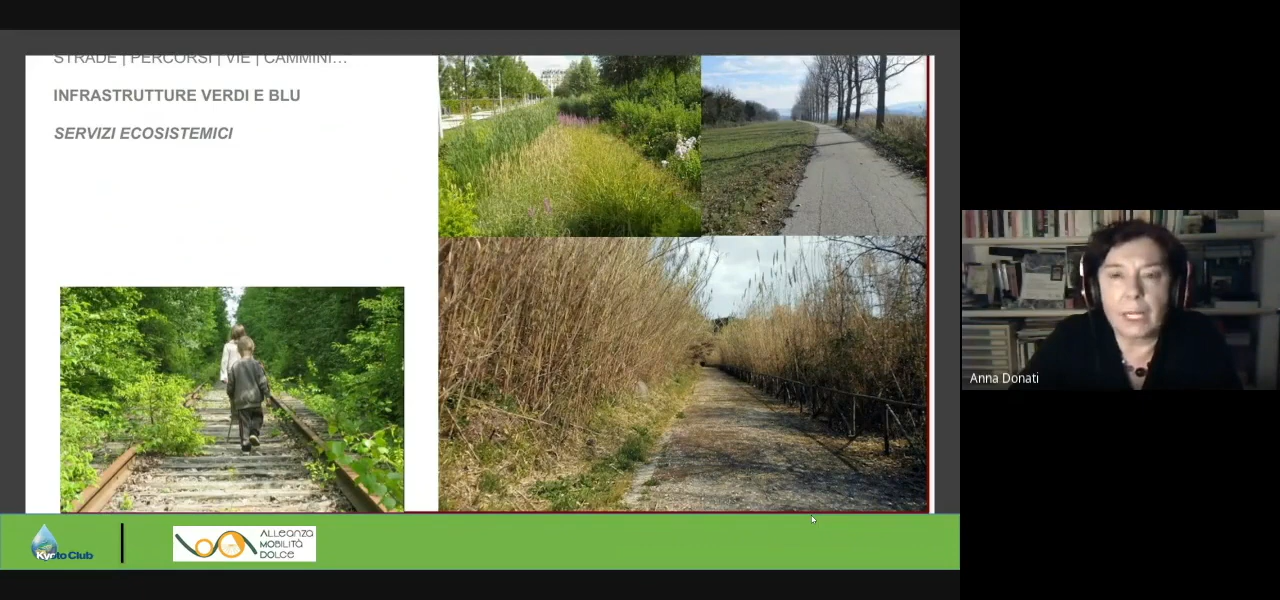 STRADE | PERCORSI | VIE | CAMMINI...
INFRASTRUTTURE VERDI E BLU
SERVIZI ECOSISTEMICI
Anna Donati
Kyoto Club
ALLEANZA
MOBILITÀ
DOLCE